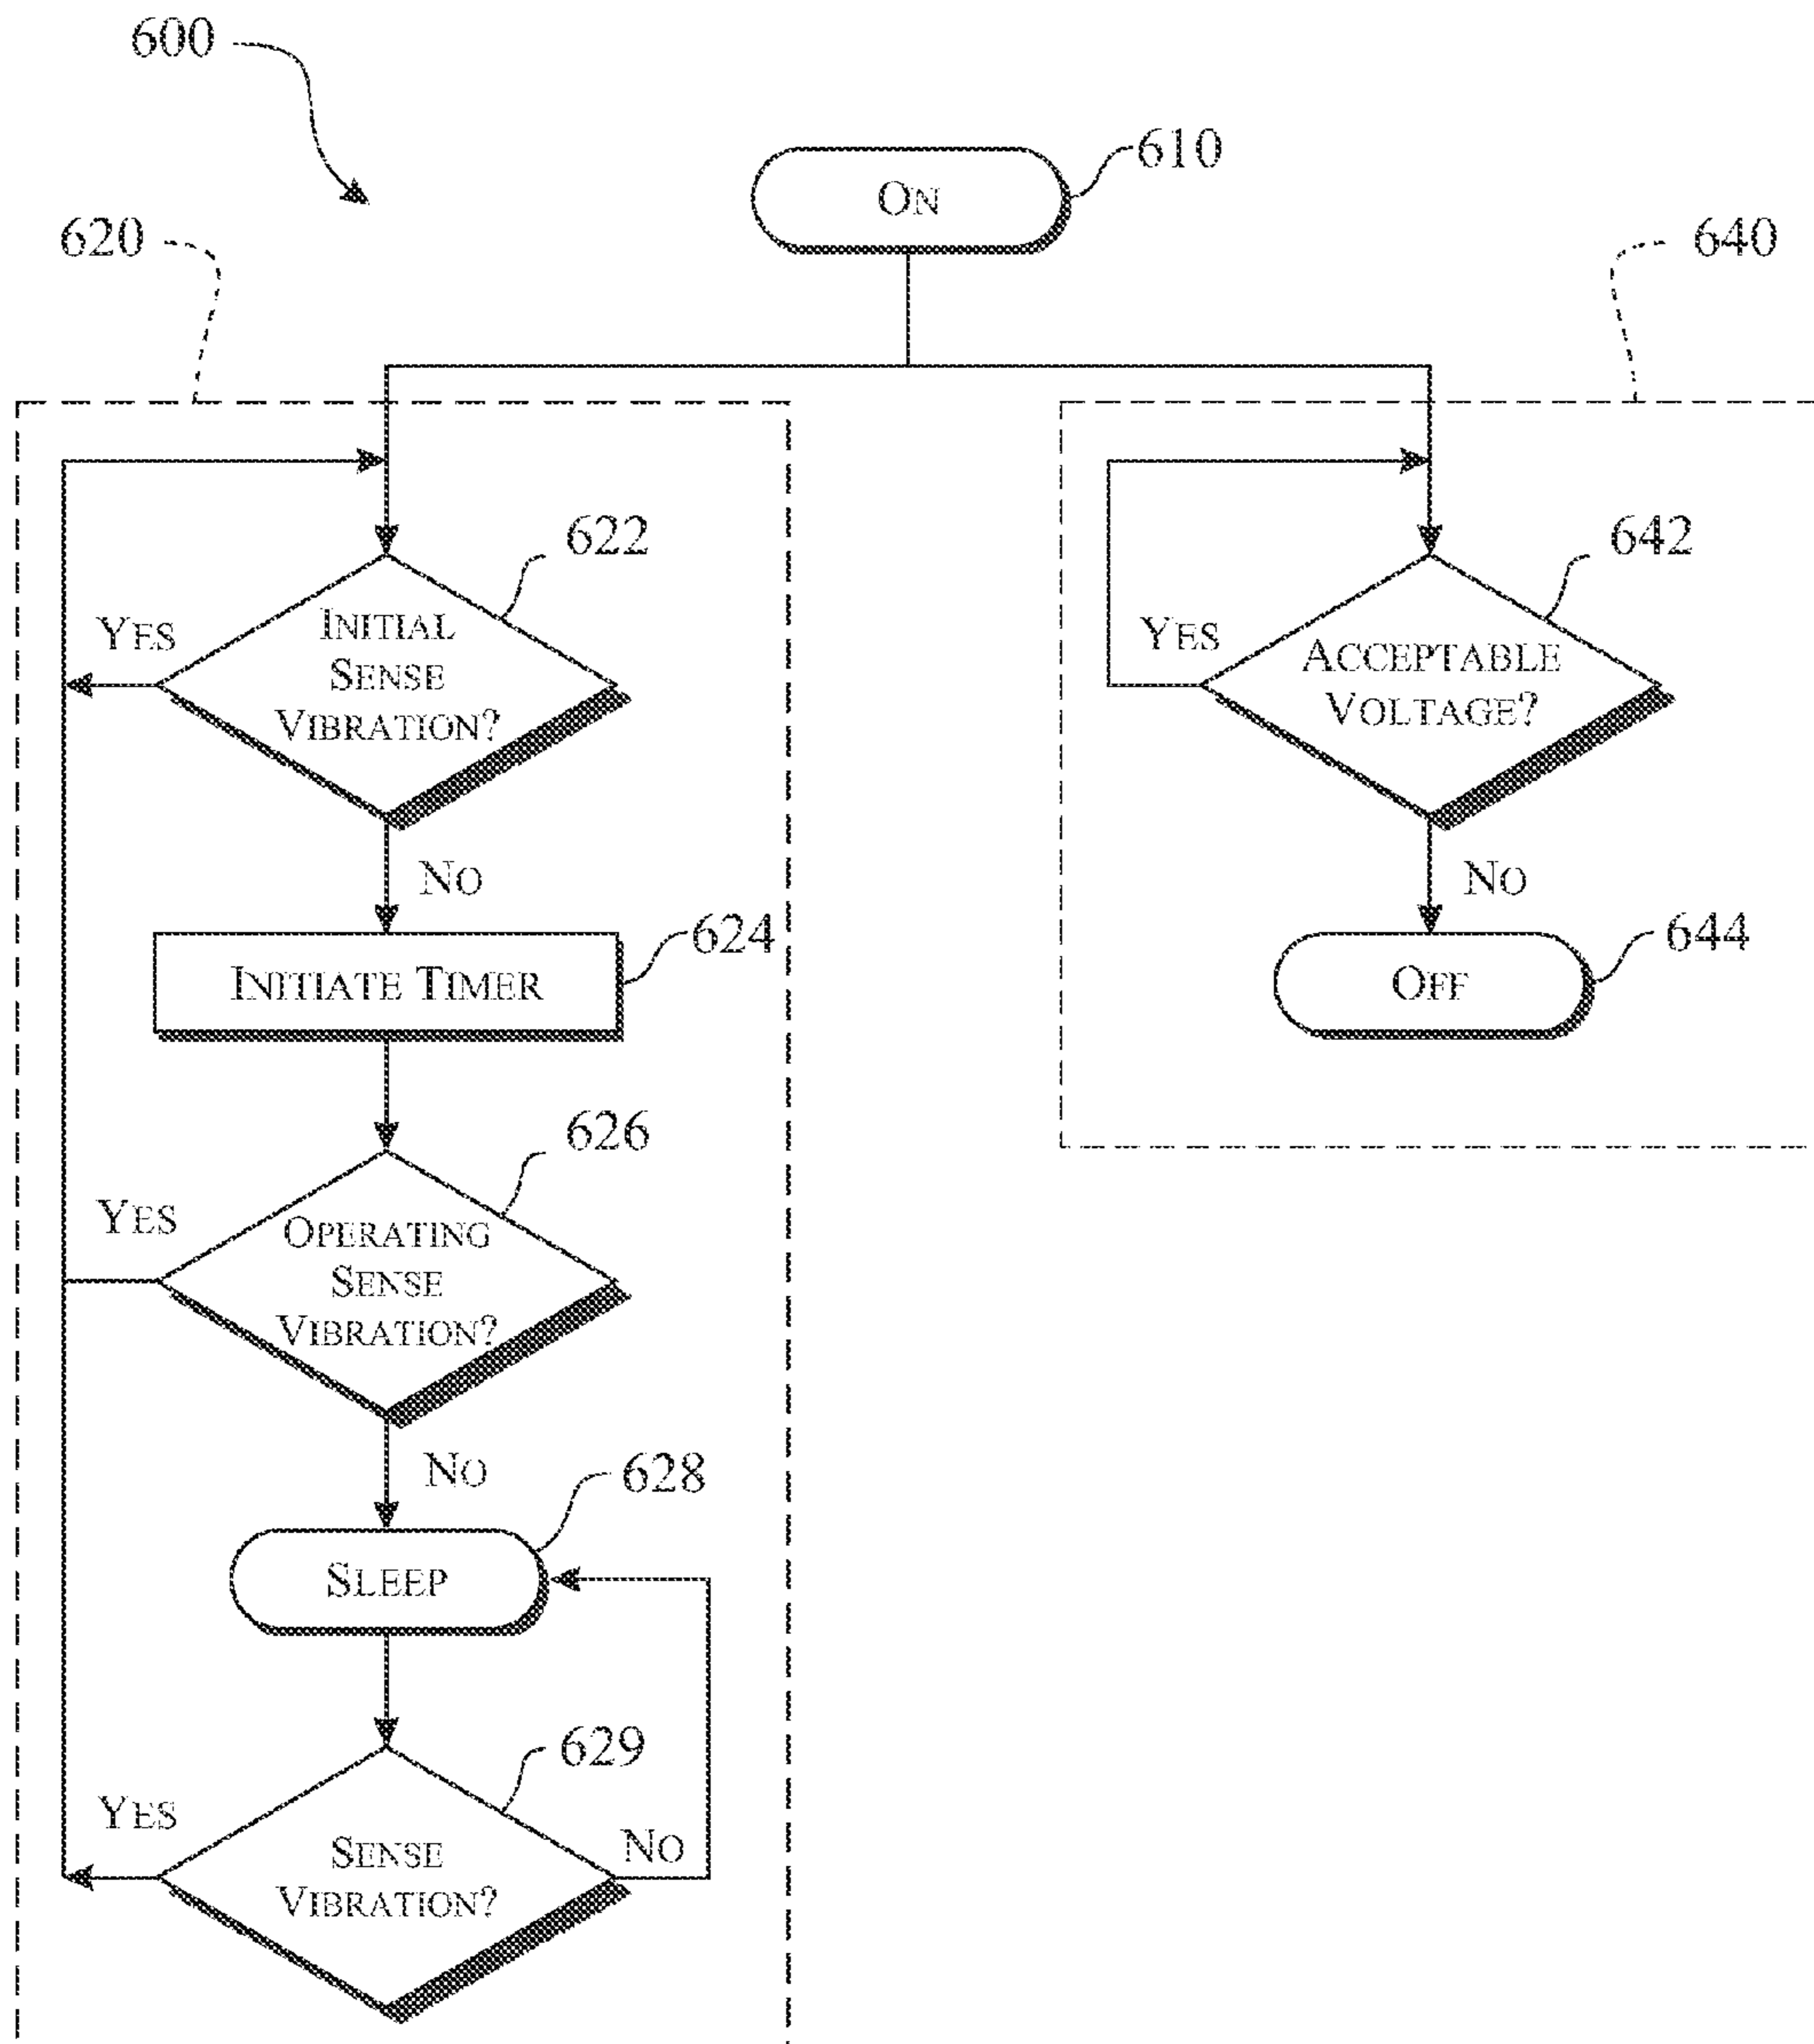 600
610
ON
620
640
622
642
YES
INITIAL
SENSE
VIBRATION?
YES
ACCEPTABLE
VOLTAGE?
NO
NO
624
644
INITIATE TIMER
OFF
626
YES
OPERATING
SENSE
VIBRATION?
NO
628
SLEEP
629
YES
SENSE
VIBRATION?
NO